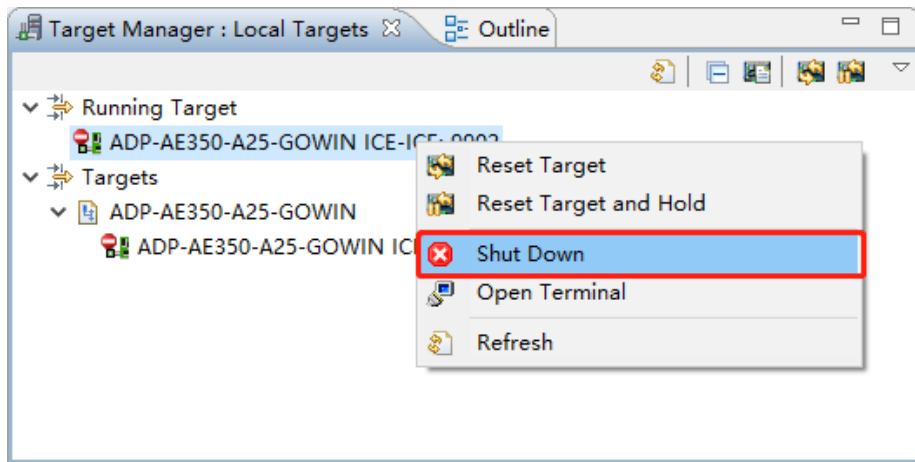 Target Manager : Local Targets
Outline
Running Target
ADP-AE350-A25-GOWIN ICE-ICE: 0002
Reset Target
Targets
Reset Target and Hold
ADP-AE350-A25-GOWIN
ADP-AE350-A25-GOWIN
Shut Down
Open Terminal
Refresh